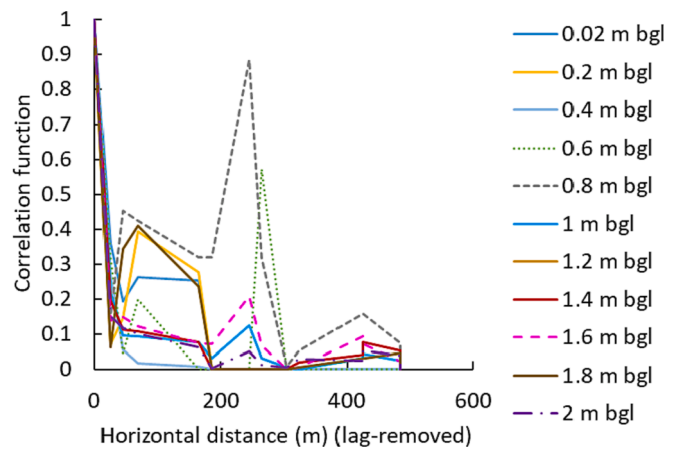 1
0.9
0.8
0.7
0.6
0.5
0.4
0.3
0.2
0.1
0
Correlation function
0 200 400 600
Horizontal distance (m) (lag-removed)
0.02 m bgl
0.2 m bgl
0.4 m bgl
0.6 m bgl
0.8 m bgl
1 m bgl
1.2 m bgl
1.4 m bgl
1.6 m bgl
1.8 m bgl
2 m bgl